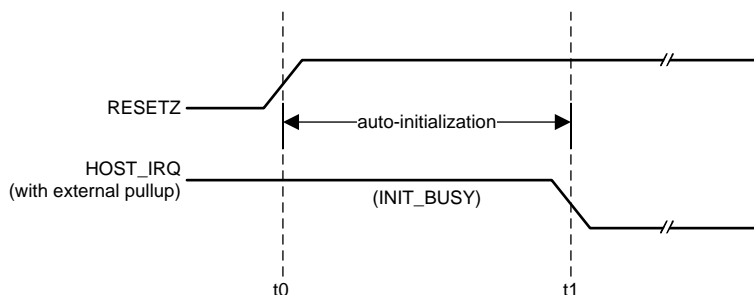 RESETZ
auto-initialization
HOST_IRQ
(with external pullup)
(INIT_BUSY)
t0
t1